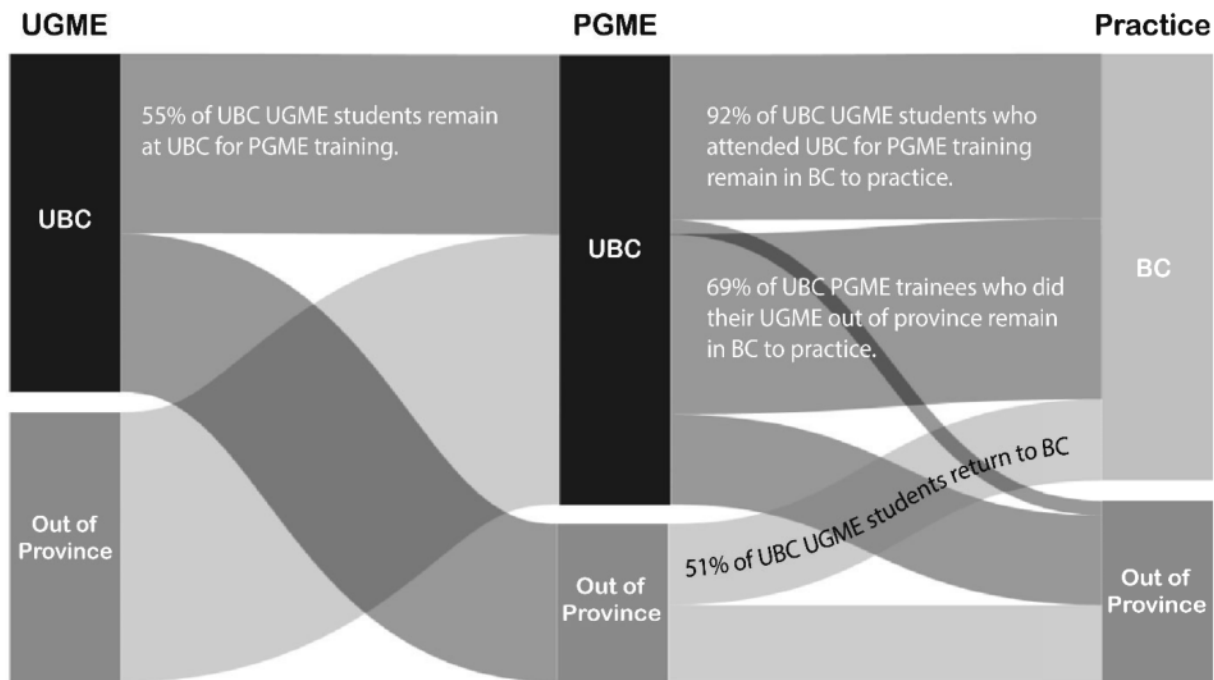 UGME
PGME
Practice
55% of UBC UGME students remain
at UBC for PGME training.
92% of UBC UGME students who
attended UBC for PGME training
remain in BC to practice.
UBC
UBC
BC
69% of UBC PGME trainees who did
their UGME out of province remain
in BC to practice.
51% of UBC UGME students return to BC
Out of
Province
Out of
Province
Out of
Province